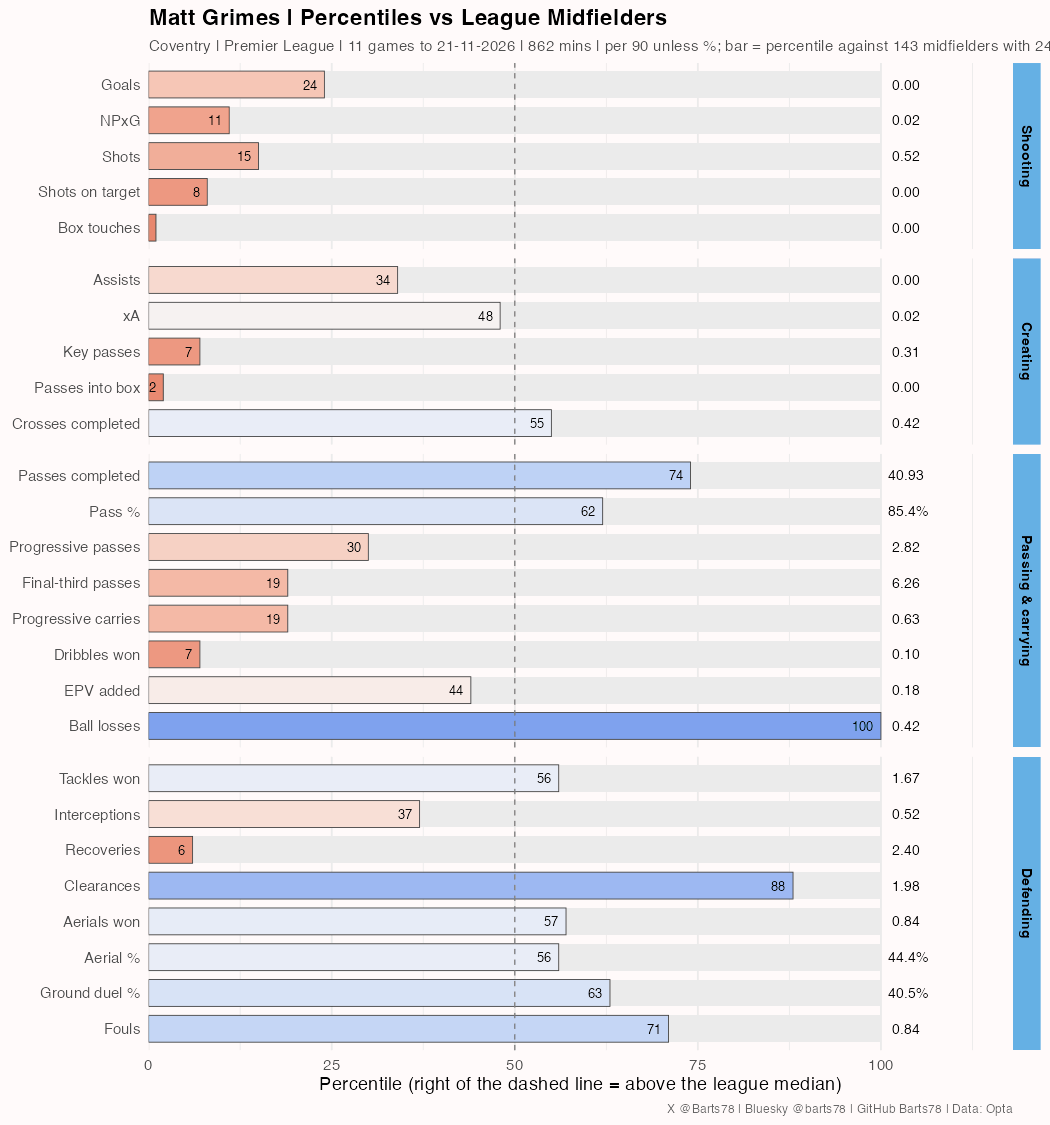 Matt Grimes | Percentiles vs League Midfielders
Coventry | Premier League | 11 games to 21-11-2026 | 862 mins | per 90 unless %; bar = percentile against 143 midfielders with 24
Goals 24 0.00
NPxG 11 0.02
Shots 15 0.52
Shots on target 8 0.00
Box touches 0.00
Shooting
Assists 34 0.00
xA 48 0.02
Key passes 7 0.31
Passes into box 2 0.00
Crosses completed 55 0.42
Creating
Passes completed 74 40.93
Pass % 62 85.4%
Progressive passes 30 2.82
Final-third passes 19 6.26
Progressive carries 19 0.63
Dribbles won 7 0.10
EPV added 44 0.18
Ball losses 100 0.42
Passing & carrying
Tackles won 56 1.67
Interceptions 37 0.52
Recoveries 6 2.40
Clearances 88 1.98
Aerials won 57 0.84
Aerial % 56 44.4%
Ground duel % 63 40.5%
Fouls 71 0.84
Defending
0 25 50 75 100
Percentile (right of the dashed line = above the league median)
X @Barts78 | Bluesky @barts78 | GitHub Barts78 | Data: Opta